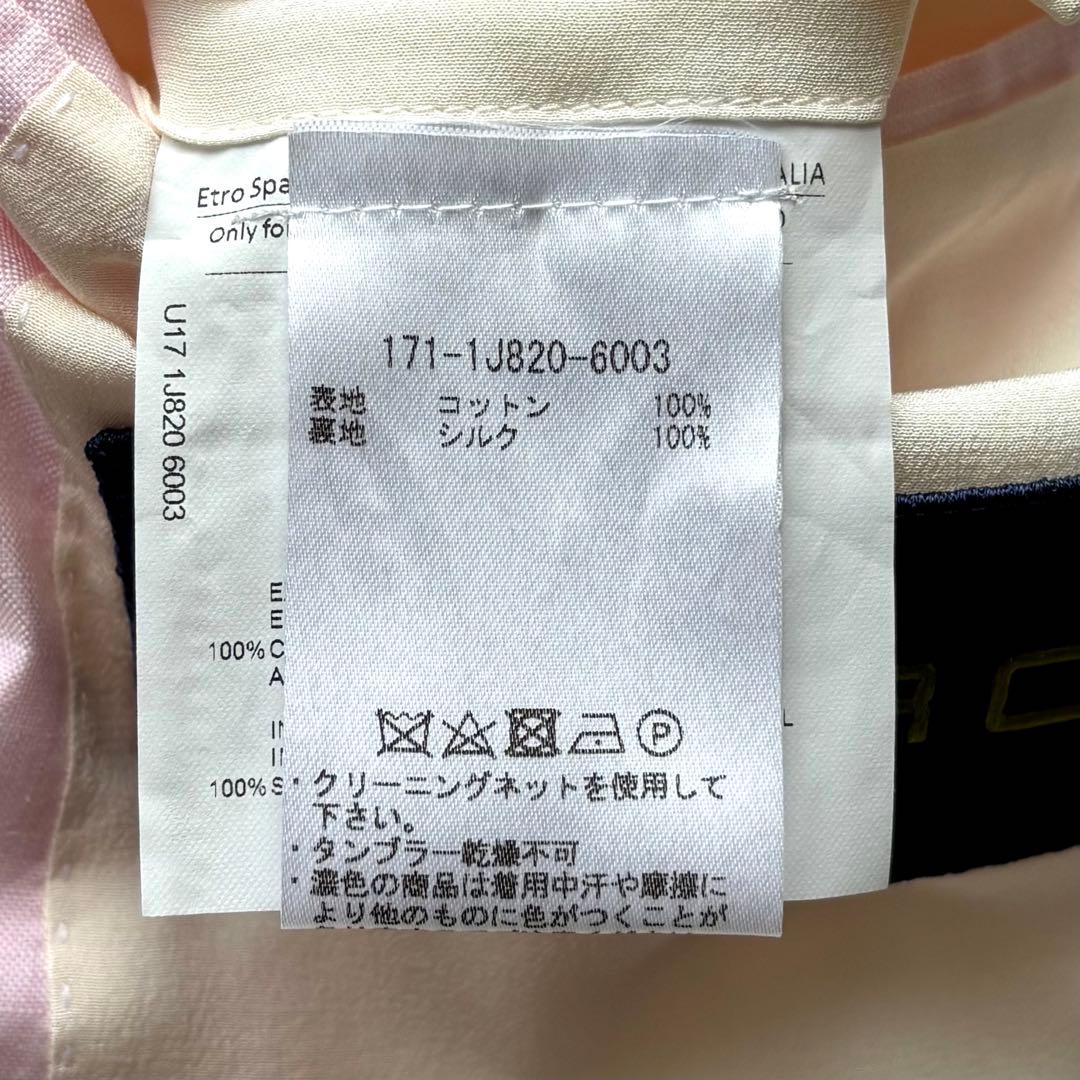 Etro Spa
ALIA
Only fo
U17 1J820 6003
171-1J820-6003
表地 コットン 100%
裏地 シルク 100%
100% C
100% S
P
・クリーニングネットを使用して
下さい。
・タンブラー乾燥不可
・濃色の商品は着用中汗や摩擦に
より他のものに色がつくことが